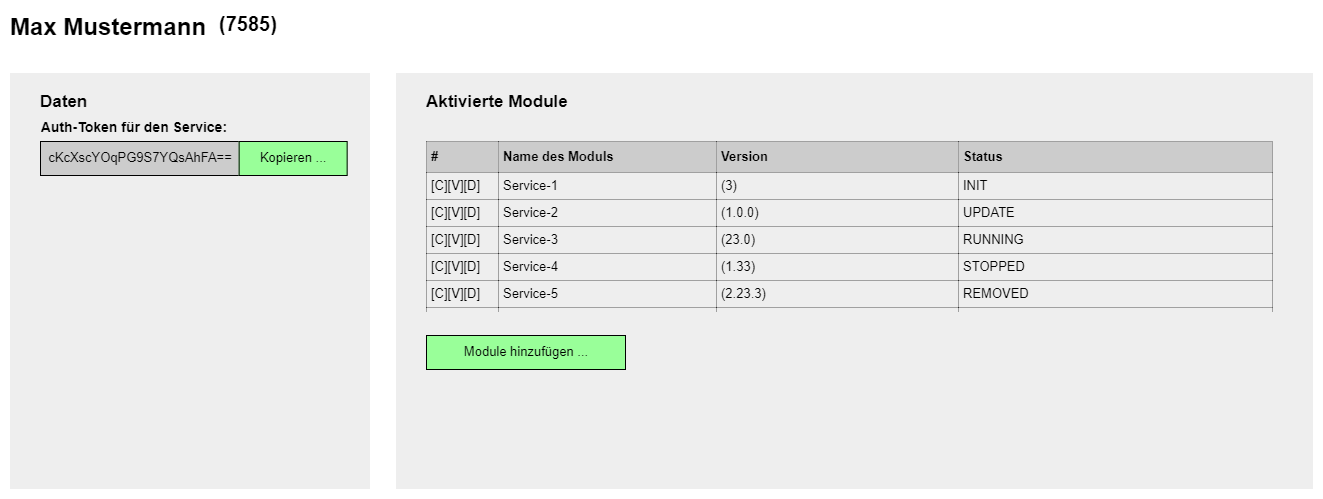 Max Mustermann (7585)
Daten
Auth-Token für den Service:
cKcXscYOqPG9S7YQsAhFA== Kopieren ...
Aktivierte Module
# Name des Moduls Version Status
[C][V][D] Service-1 (3) INIT
[C][V][D] Service-2 (1.0.0) UPDATE
[C][V][D] Service-3 (23.0) RUNNING
[C][V][D] Service-4 (1.33) STOPPED
[C][V][D] Service-5 (2.23.3) REMOVED
Module hinzufügen ...